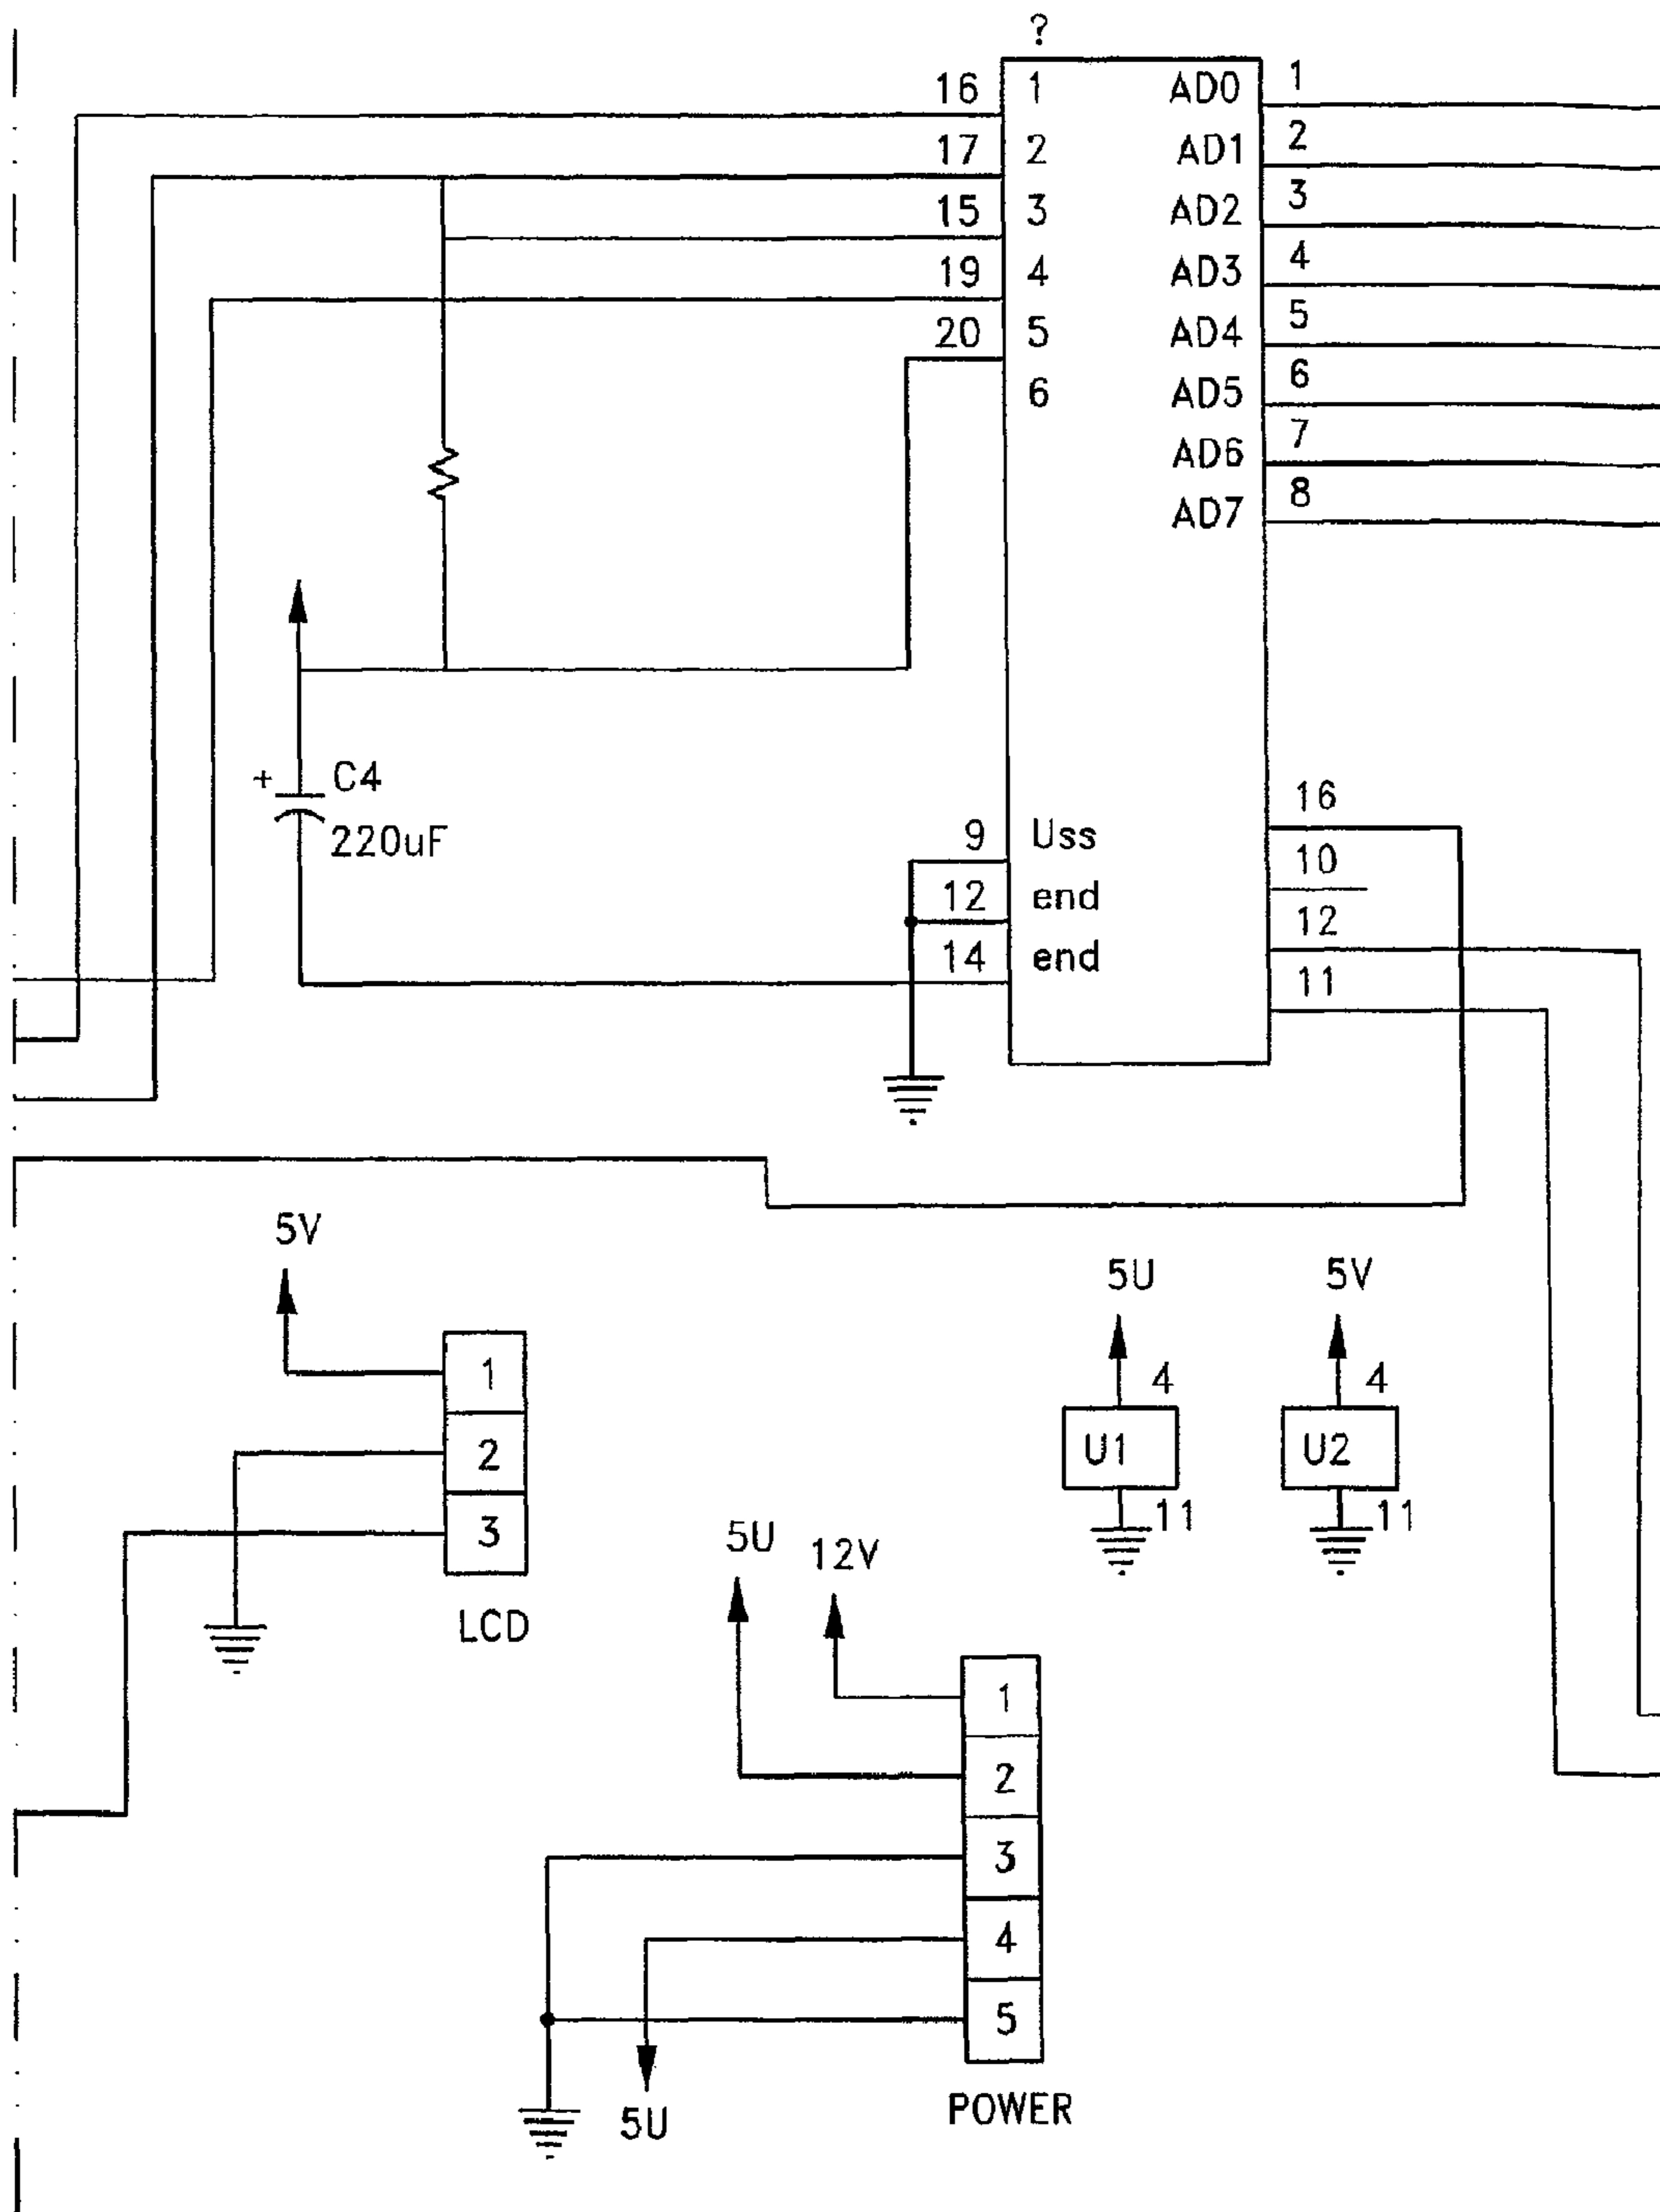 ?
16 1 AD0 1
17 2 AD1 2
15 3 AD2 3
19 4 AD3 4
20 5 AD4 5
6 AD5 6
AD6 7
AD7 8
+ C4
220uF
16
9 Uss
10
12 end
12
14 end
11
5V
1
2
3
LCD
5U
4
U1
11
5V
4
U2
11
5U 12V
1
2
3
4
5
5U
POWER